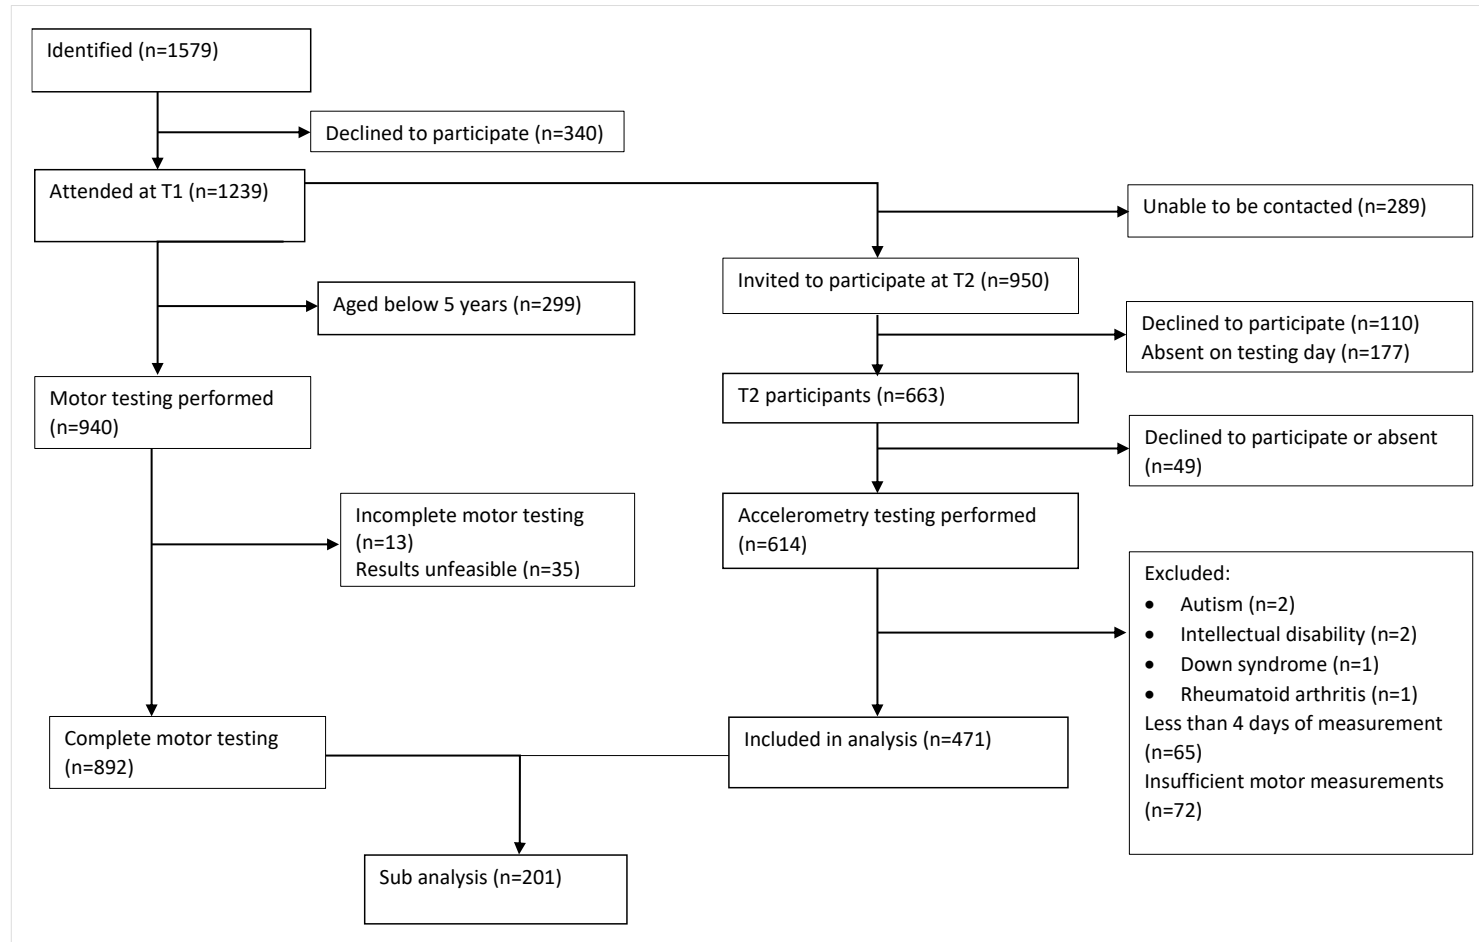 Identified (n=1579)
Declined to participate (n=340)
Attended at T1 (n=1239)
Unable to be contacted (n=289)
Invited to participate at T2 (n=950)
Aged below 5 years (n=299)
Declined to participate (n=110)
Absent on testing day (n=177)
Motor testing performed
(n=940)
T2 participants (n=663)
Declined to participate or absent
(n=49)
Incomplete motor testing
(n=13)
Results unfeasible (n=35)
Accelerometry testing performed
(n=614)
Excluded:
• Autism (n=2)
• Intellectual disability (n=2)
• Down syndrome (n=1)
• Rheumatoid arthritis (n=1)
Less than 4 days of measurement
(n=65)
Insufficient motor measurements
(n=72)
Complete motor testing
(n=892)
Included in analysis (n=471)
Sub analysis (n=201)